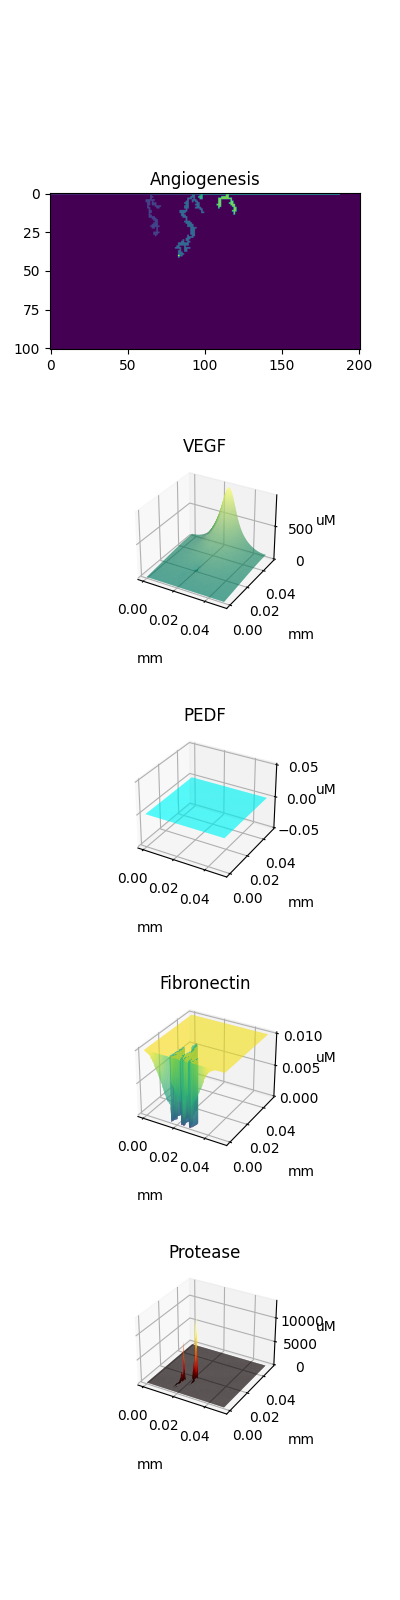 Angiogenesis
0
25
50
75
100
0 50 100 150 200
VEGF
500 uM
0
0.04
0.02
0.00
0.00 0.02 0.04
mm
mm
PEDF
0.05
0.00 uM
−0.05
0.04
0.02
0.00
0.00 0.02 0.04
mm
mm
Fibronectin
0.010
0.005 uM
0.000
0.04
0.02
0.00
0.00 0.02 0.04
mm
mm
Protease
10000 uM
5000
0
0.04
0.02
0.00
0.00 0.02 0.04
mm
mm